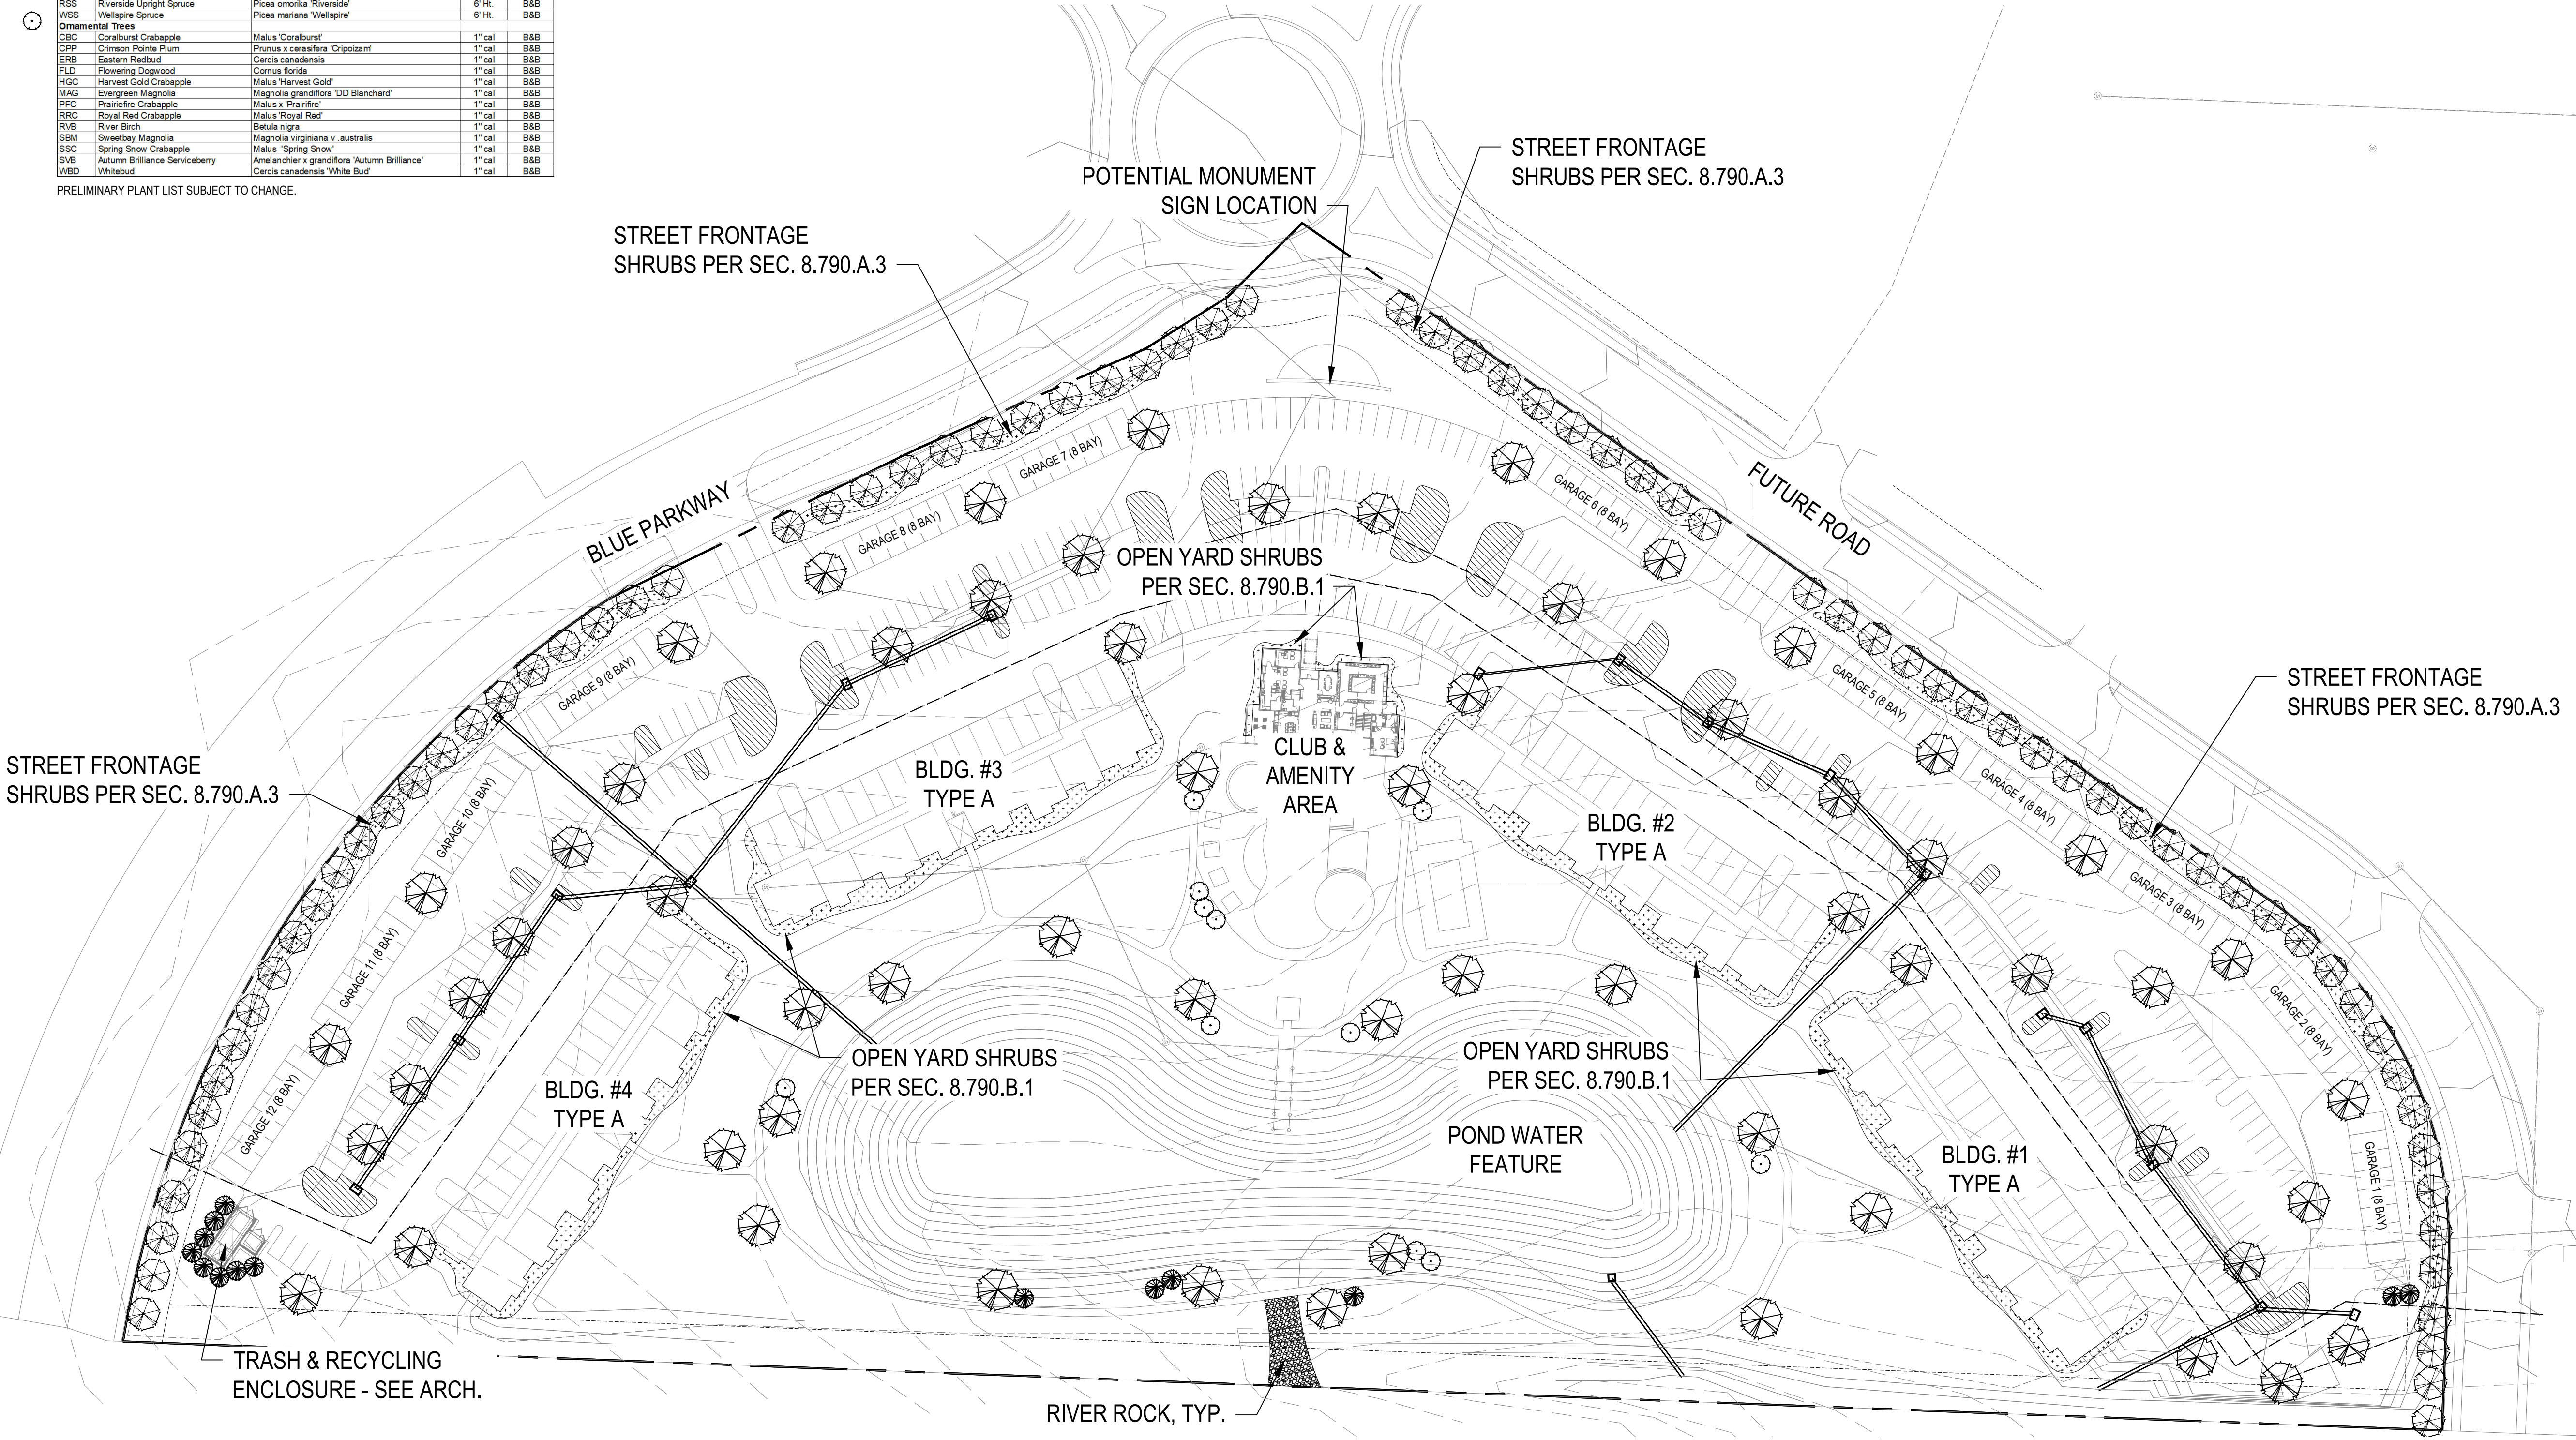 RSS Riverside Upright Spruce Picea omorika 'Riverside' 6' Ht. B&B
WSS Wellspire Spruce Picea mariana 'Wellspire' 6' Ht. B&B
Ornamental Trees
CBC Coralburst Crabapple Malus 'Coralburst' 1" cal B&B
CPP Crimson Pointe Plum Prunus x cerasifera 'Cripoizam' 1" cal B&B
ERB Eastern Redbud Cercis canadensis 1" cal B&B
FLD Flowering Dogwood Cornus florida 1" cal B&B
HGC Harvest Gold Crabapple Malus 'Harvest Gold' 1" cal B&B
MAG Evergreen Magnolia Magnolia grandiflora 'DD Blanchard' 1" cal B&B
PFC Prairiefire Crabapple Malus x 'Prairifire' 1" cal B&B
RRC Royal Red Crabapple Malus 'Royal Red' 1" cal B&B
RVB River Birch Betula nigra 1" cal B&B
SBM Sweetbay Magnolia Magnolia virginiana v .australis 1" cal B&B
SSC Spring Snow Crabapple Malus 'Spring Snow' 1" cal B&B
SVB Autumn Brilliance Serviceberry Amelanchier x grandiflora 'Autumn Brilliance' 1" cal B&B
WBD Whitebud Cercis canadensis 'White Bud' 1" cal B&B
PRELIMINARY PLANT LIST SUBJECT TO CHANGE.
STREET FRONTAGE
SHRUBS PER SEC. 8.790.A.3
POTENTIAL MONUMENT
SIGN LOCATION
STREET FRONTAGE
SHRUBS PER SEC. 8.790.A.3
BLUE PARKWAY
FUTURE ROAD
GARAGE 7 (8 BAY)
GARAGE 8 (8 BAY)
GARAGE 6 (8 BAY)
OPEN YARD SHRUBS
PER SEC. 8.790.B.1
GARAGE 9 (8 BAY)
GARAGE 5 (8 BAY)
STREET FRONTAGE
SHRUBS PER SEC. 8.790.A.3
STREET FRONTAGE
SHRUBS PER SEC. 8.790.A.3
BLDG. #3
TYPE A
CLUB &
AMENITY
AREA
BLDG. #2
TYPE A
GARAGE 4 (8 BAY)
GARAGE 10 (8 BAY)
GARAGE 3 (8 BAY)
GARAGE 11 (8 BAY)
GARAGE 2 (8 BAY)
OPEN YARD SHRUBS
PER SEC. 8.790.B.1
OPEN YARD SHRUBS
PER SEC. 8.790.B.1
BLDG. #4
TYPE A
GARAGE 12 (8 BAY)
POND WATER
FEATURE
BLDG. #1
TYPE A
GARAGE 1 (8 BAY)
TRASH & RECYCLING
ENCLOSURE - SEE ARCH.
RIVER ROCK, TYP.